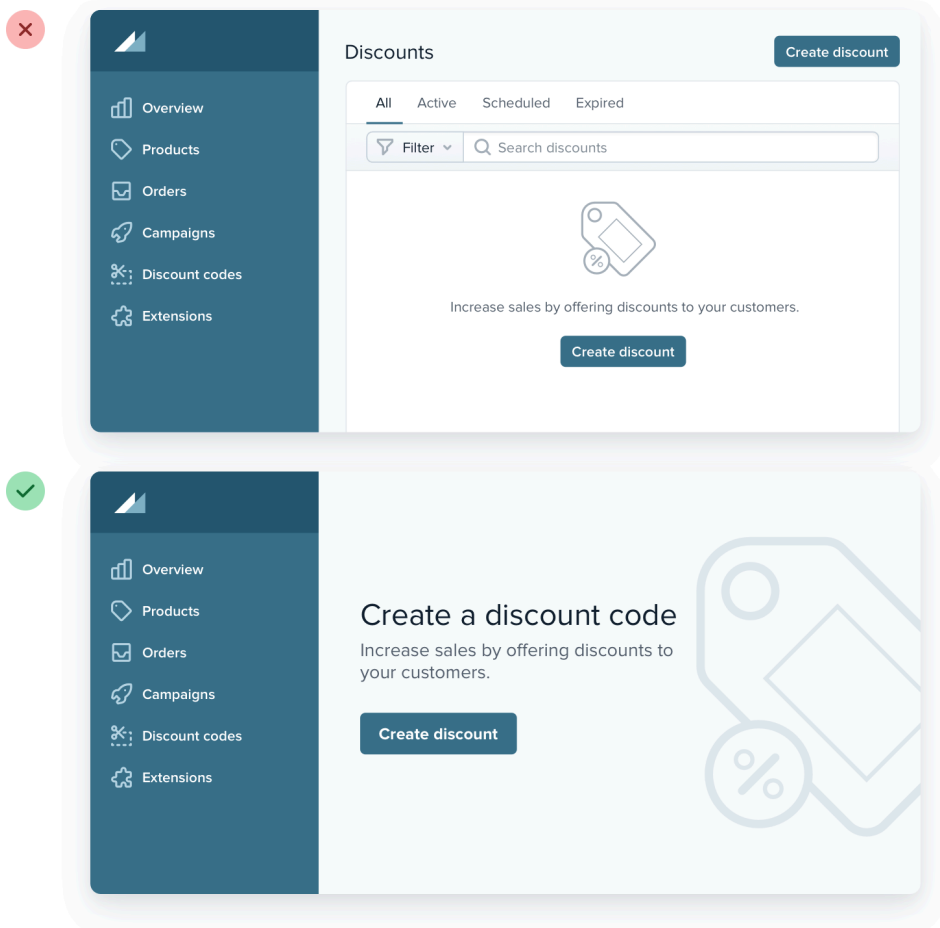 Discounts
Create discount
Overview
Products
Orders
Campaigns
Discount codes
Extensions
All
Active
Scheduled
Expired
Filter
Search discounts
%
Increase sales by offering discounts to your customers.
Create discount
Overview
Products
Orders
Campaigns
Discount codes
Extensions
Create a discount code
Increase sales by offering discounts to
your customers.
Create discount
%